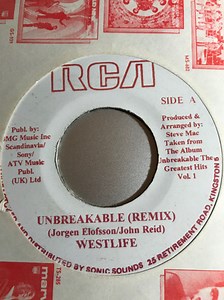 RCA
SIDE A
Publ. by:
BMG Music Inc
Scandinavia/
Sony/
ATV Music
Publ.
(UK) Ltd
Produced &
Arranged by:
Steve Mac
Taken from
The Album
Unbreakable The
Greatest Hits
Vol. 1
UNBREAKABLE (REMIX)
(Jorgen Elofsson/John Reid)
WESTLIFE
AND DISTRIBUTED BY SONIC SOUNDS 25 RETIREMENT ROAD, KINGSTON 5